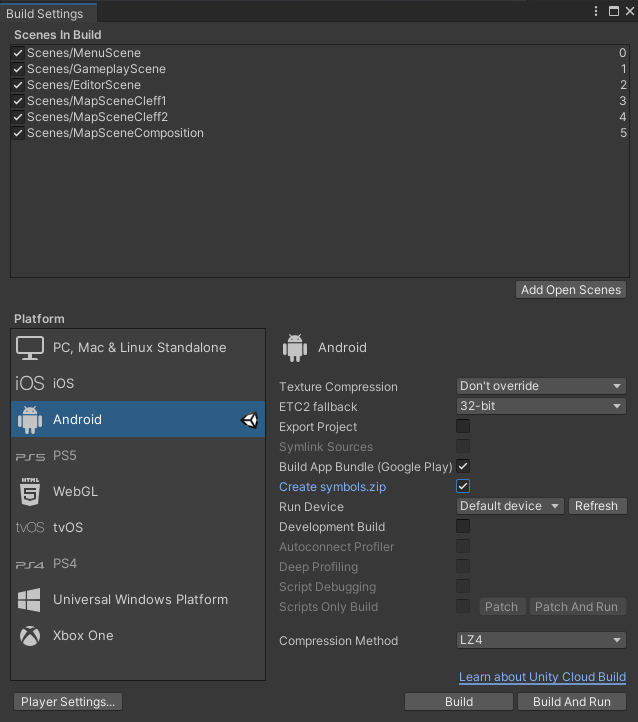 Build Settings
Scenes In Build
Scenes/MenuScene 0
Scenes/GameplayScene 1
Scenes/EditorScene 2
Scenes/MapSceneCleff1 3
Scenes/MapSceneCleff2 4
Scenes/MapSceneComposition 5
Add Open Scenes
Platform
PC, Mac & Linux Standalone
iOS iOS
Android
PS5 PS5
HTML 5 WebGL
tvOS tvOS
PS4 PS4
Universal Windows Platform
Xbox One
Android
Texture Compression Don't override
ETC2 fallback 32-bit
Export Project
Symlink Sources
Build App Bundle (Google Play)
Create symbols.zip
Run Device Default device Refresh
Development Build
Autoconnect Profiler
Deep Profiling
Script Debugging
Scripts Only Build Patch Patch And Run
Compression Method LZ4
Learn about Unity Cloud Build
Player Settings... Build Build And Run